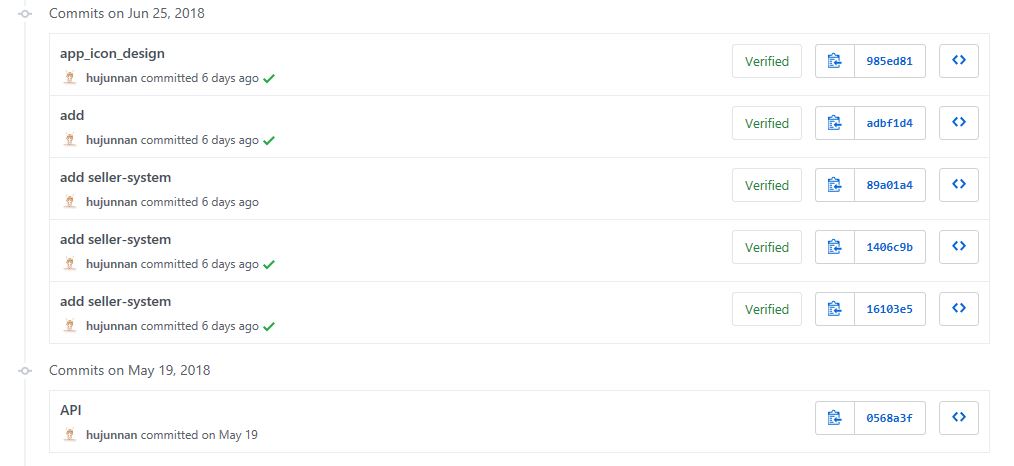 Commits on Jun 25, 2018
app_icon_design
Verified 985ed81
hujunnan committed 6 days ago
add
Verified adbf1d4
hujunnan committed 6 days ago
add seller-system
Verified 89a01a4
hujunnan committed 6 days ago
add seller-system
Verified 1406c9b
hujunnan committed 6 days ago
add seller-system
Verified 16103e5
hujunnan committed 6 days ago
Commits on May 19, 2018
API
0568a3f
hujunnan committed on May 19